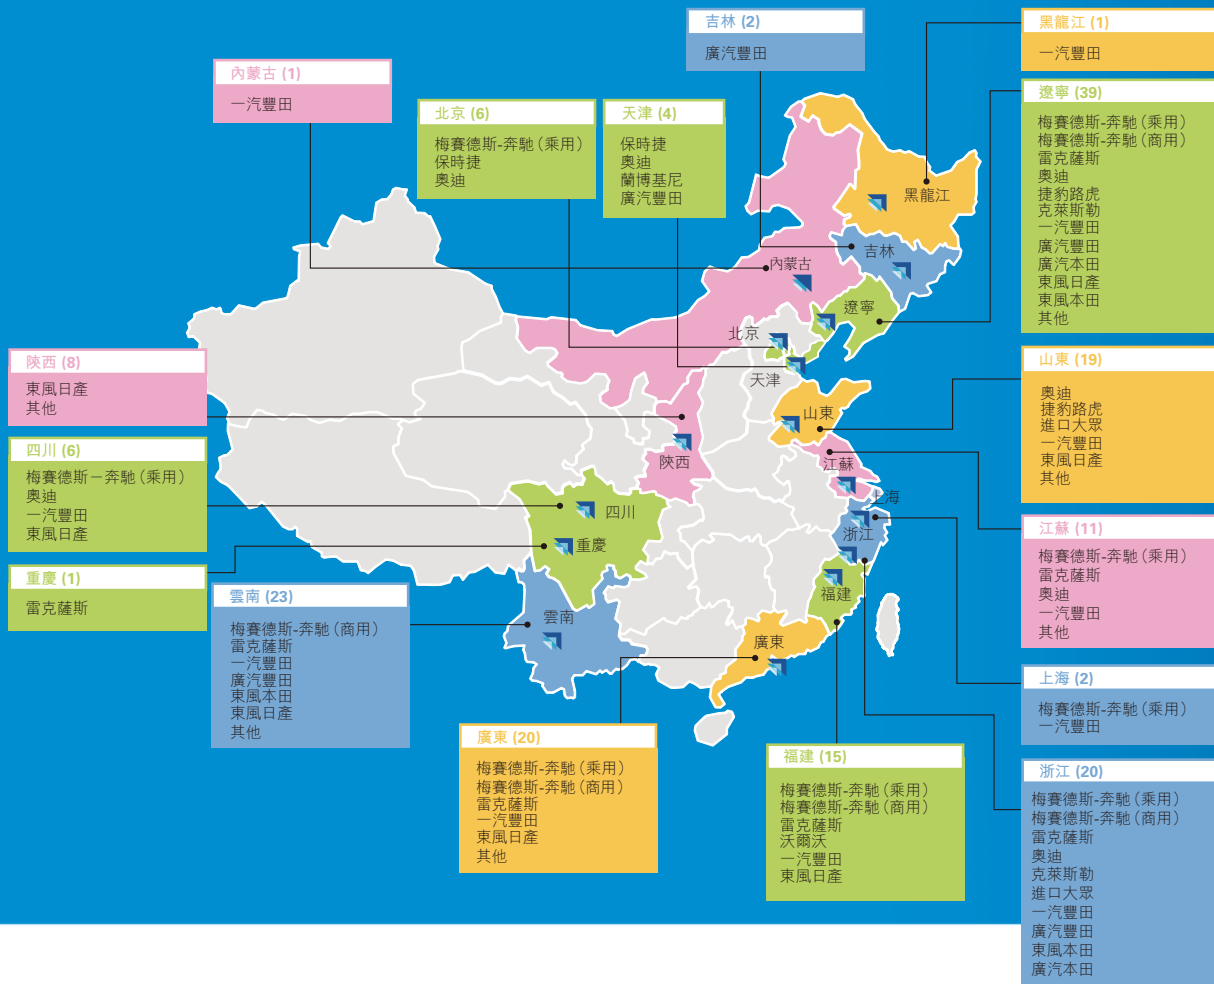 吉林 (2)
廣汽豐田
黑龍江 (1)
一汽豐田
內蒙古 (1)
一汽豐田
北京 (6)
梅賽德斯-奔馳（乘用）
保時捷
奧迪
天津 (4)
保時捷
奧迪
蘭博基尼
廣汽豐田
遼寧 (39)
梅賽德斯-奔馳（乘用）
梅賽德斯-奔馳（商用）
雷克薩斯
奧迪
捷豹路虎
克萊斯勒
一汽豐田
廣汽豐田
廣汽本田
東風日產
東風本田
其他
黑龍江
吉林
內蒙古
遼寧
北京
天津
山東
陝西
江蘇
上海
四川
浙江
重慶
福建
雲南
廣東
陝西 (8)
東風日產
其他
四川 (6)
梅賽德斯－奔馳（乘用）
奧迪
一汽豐田
東風日產
重慶 (1)
雷克薩斯
雲南 (23)
梅賽德斯-奔馳（商用）
雷克薩斯
一汽豐田
廣汽豐田
東風本田
東風日產
其他
山東 (19)
奧迪
捷豹路虎
進口大眾
一汽豐田
東風日產
其他
江蘇 (11)
梅賽德斯-奔馳（乘用）
雷克薩斯
奧迪
一汽豐田
其他
上海 (2)
梅賽德斯-奔馳（乘用）
一汽豐田
廣東 (20)
梅賽德斯-奔馳（乘用）
梅賽德斯-奔馳（商用）
雷克薩斯
一汽豐田
東風日產
其他
福建 (15)
梅賽德斯-奔馳（乘用）
梅賽德斯-奔馳（商用）
雷克薩斯
沃爾沃
一汽豐田
東風日產
浙江 (20)
梅賽德斯-奔馳（乘用）
梅賽德斯-奔馳（商用）
雷克薩斯
奧迪
克萊斯勒
進口大眾
一汽豐田
廣汽豐田
東風本田
廣汽本田